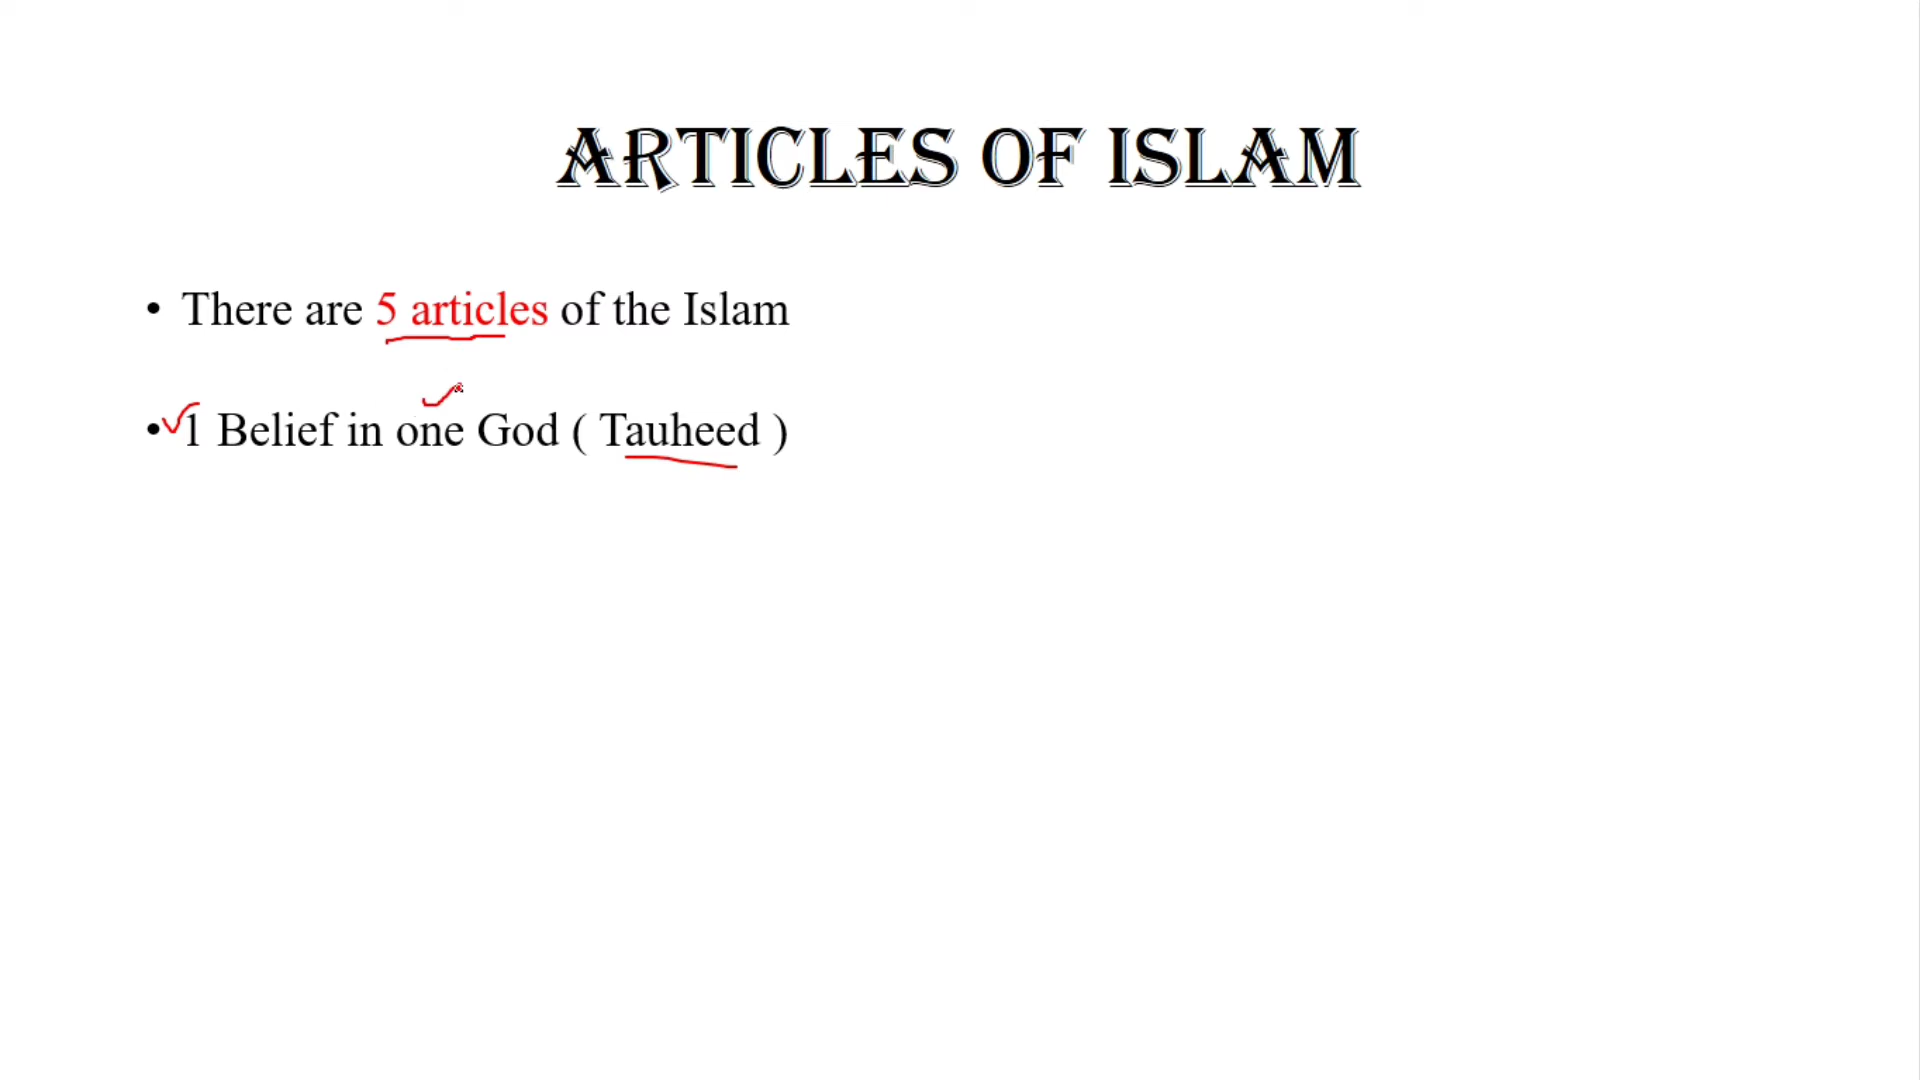 ARTICLES OF ISLAM
• There are 5 articles of the Islam
• 1 Belief in one God ( Tauheed )